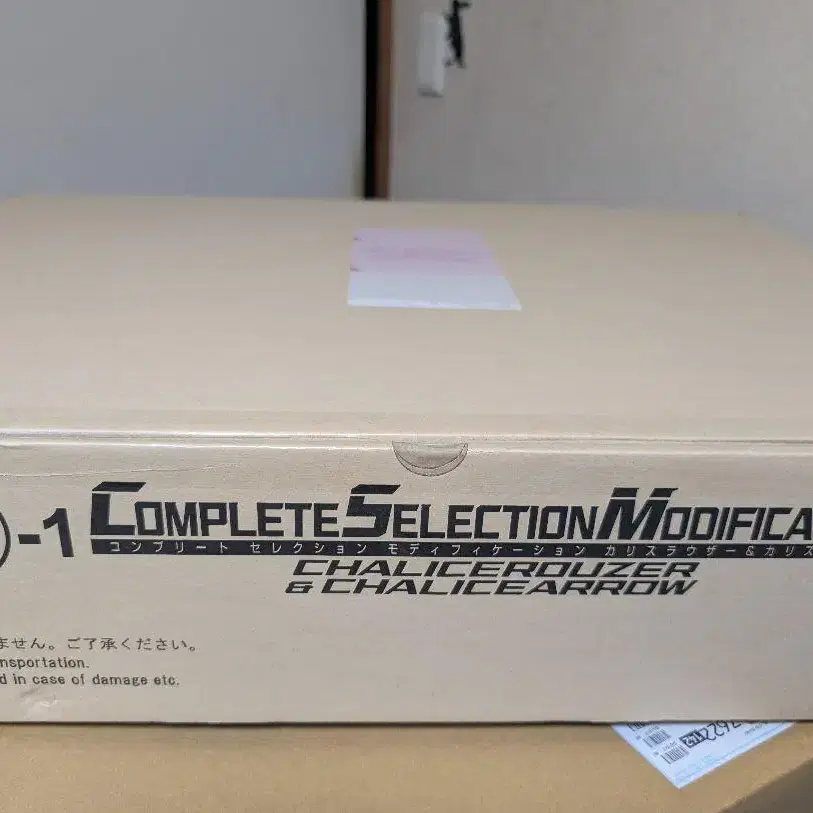 -1
COMPLETE SELECTION MODIFICA
コンプリート セレクション モディフィケーション カリスラウザー&カリス
CHALICEROUZER
& CHALICEARROW
ません。ご了承ください。
nsportation.
d in case of damage etc.